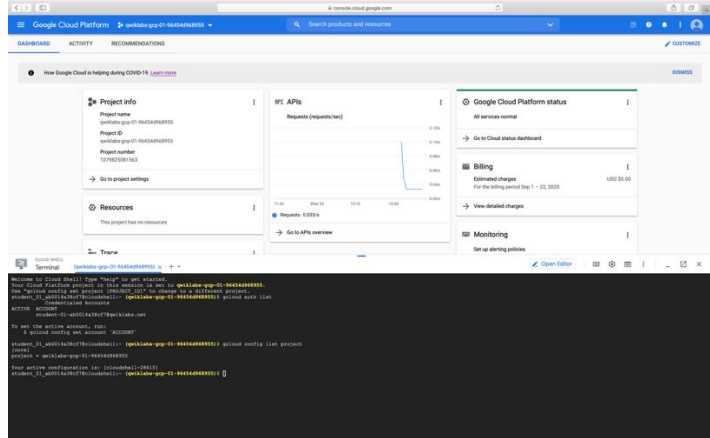 console.cloud.google.com
Google Cloud Platform
qwiklabs-gcp-01-96454d968955
Search products and resources
DASHBOARD
ACTIVITY
RECOMMENDATIONS
CUSTOMIZE
How Google Cloud is helping during COVID-19. Learn more
DISMISS
Project info
Project name
qwiklabs-gcp-01-96454d968955
Project ID
qwiklabs-gcp-01-96454d968955
Project number
1079825081563
Go to project settings
Resources
This project has no resources
Trace
API APIs
Requests (requests/sec)
11:45
Wed 23
12:15
12:30
Requests: 0.033/s
Go to APIs overview
Google Cloud Platform status
All services normal
Go to Cloud status dashboard
Billing
Estimated charges
USD $0.00
For the billing period Sep 1 – 22, 2020
View detailed charges
Monitoring
Set up alerting policies
CLOUD SHELL
Terminal
(qwiklabs-gcp-01-96454d968955)
Open Editor
Welcome to Cloud Shell! Type "help" to get started.
Your Cloud Platform project in this session is set to qwiklabs-gcp-01-96454d968955.
Use "gcloud config set project [PROJECT_ID]" to change to a different project.
student_01_ab0014a38cf7@cloudshell:~ (qwiklabs-gcp-01-96454d968955)$ gcloud auth list
Credentialed Accounts
ACTIVE ACCOUNT
student-01-ab0014a38cf7@qwiklabs.net
To set the active account, run:
$ gcloud config set account `ACCOUNT`
student_01_ab0014a38cf7@cloudshell:~ (qwiklabs-gcp-01-96454d968955)$ gcloud config list project
[core]
project = qwiklabs-gcp-01-96454d968955
Your active configuration is: [cloudshell-28615]
student_01_ab0014a38cf7@cloudshell:~ (qwiklabs-gcp-01-96454d968955)$